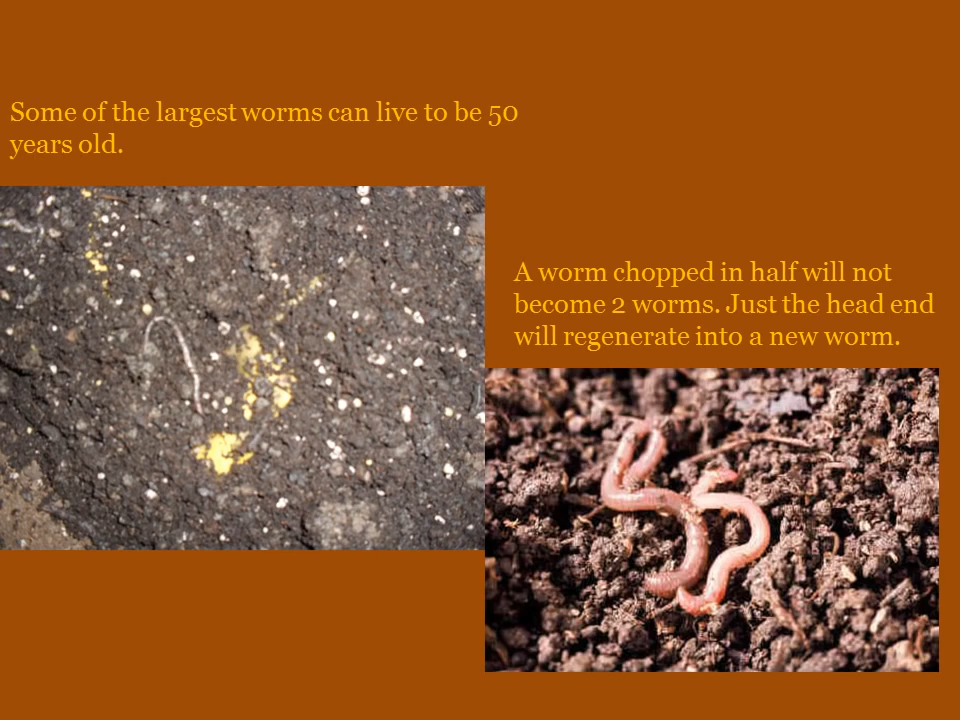 Some of the largest worms can live to be 50
years old.
A worm chopped in half will not
become 2 worms. Just the head end
will regenerate into a new worm.